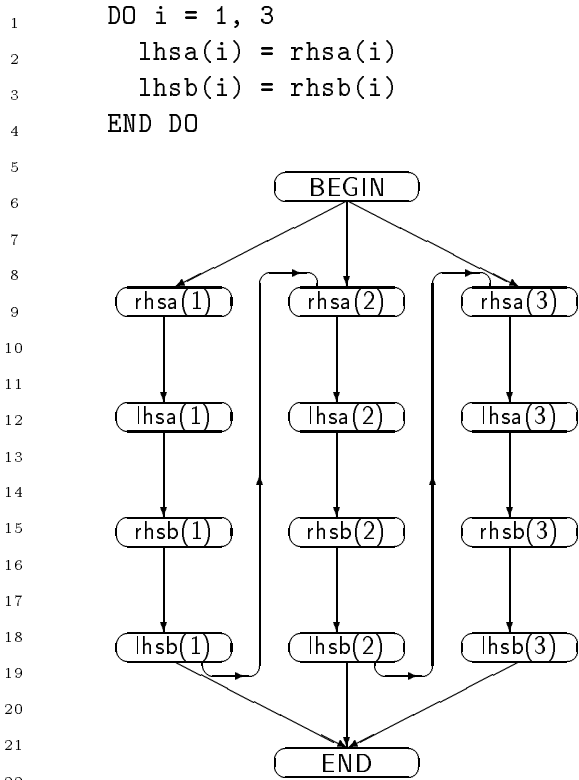 1 DO i = 1, 3
2 lhsa(i) = rhsa(i)
3 lhsb(i) = rhsb(i)
4 END DO
5
BEGIN
6
7
8
rhsa(1) rhsa(2) rhsa(3)
9
10
11
12 lhsa(1) lhsa(2) lhsa(3)
13
14
15 rhsb(1) rhsb(2) rhsb(3)
16
17
18 lhsb(1) lhsb(2) lhsb(3)
19
20
21
END